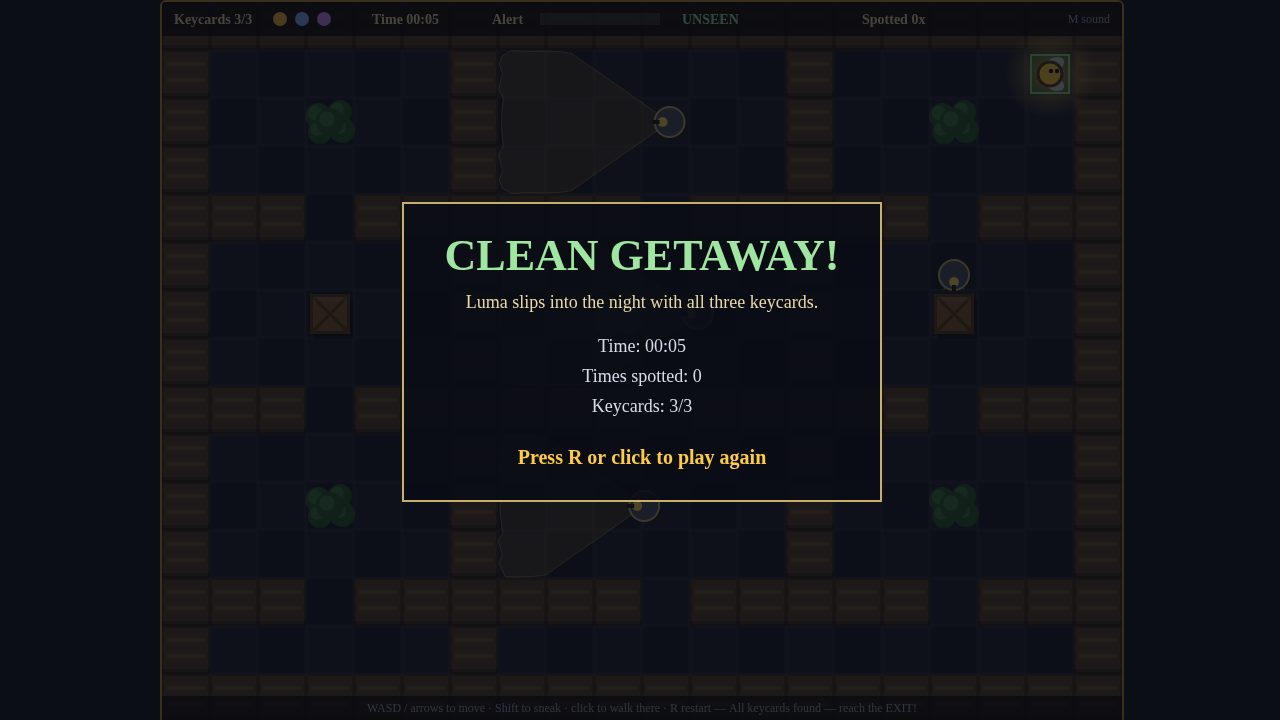 Keycards 3/3 Time 00:05 Alert UNSEEN Spotted 0x M sound
CLEAN GETAWAY!
Luma slips into the night with all three keycards.
Time: 00:05
Times spotted: 0
Keycards: 3/3
Press R or click to play again
WASD / arrows to move · Shift to sneak · click to walk there · R restart — All keycards found — reach the EXIT!